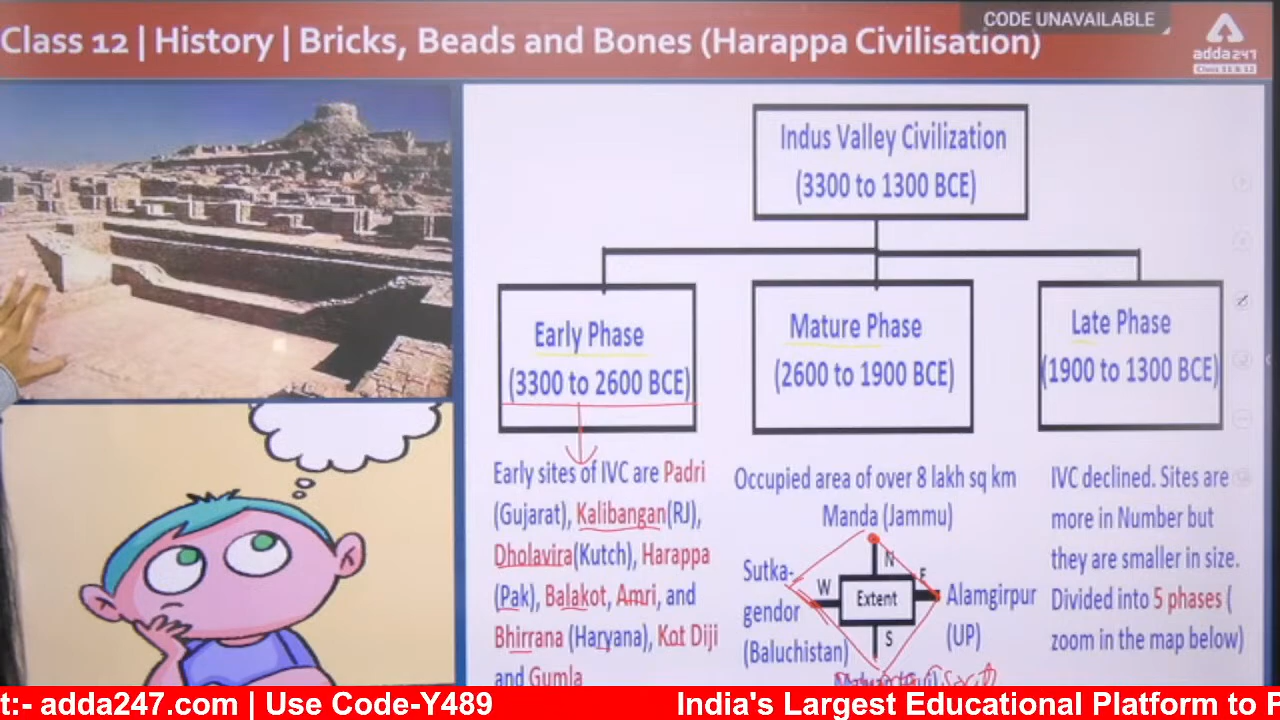 CODE UNAVAILABLE
Class 12 | History | Bricks, Beads and Bones (Harappa Civilisation)
adda247
Class 11 & 12
Indus Valley Civilization
(3300 to 1300 BCE)
Early Phase
(3300 to 2600 BCE)
Mature Phase
(2600 to 1900 BCE)
Late Phase
(1900 to 1300 BCE)
Early sites of IVC are Padri
(Gujarat), Kalibangan(RJ),
Dholavira(Kutch), Harappa
(Pak), Balakot, Amri, and
Bhirrana (Haryana), Kot Diji
and Gumla
Occupied area of over 8 lakh sq km
Manda (Jammu)
N
Sutka-
gendor
(Baluchistan)
W
Extent
E
S
Alamgirpur
(UP)
IVC declined. Sites are
more in Number but
they are smaller in size.
Divided into 5 phases (
zoom in the map below)
t:- adda247.com | Use Code-Y489
India's Largest Educational Platform to